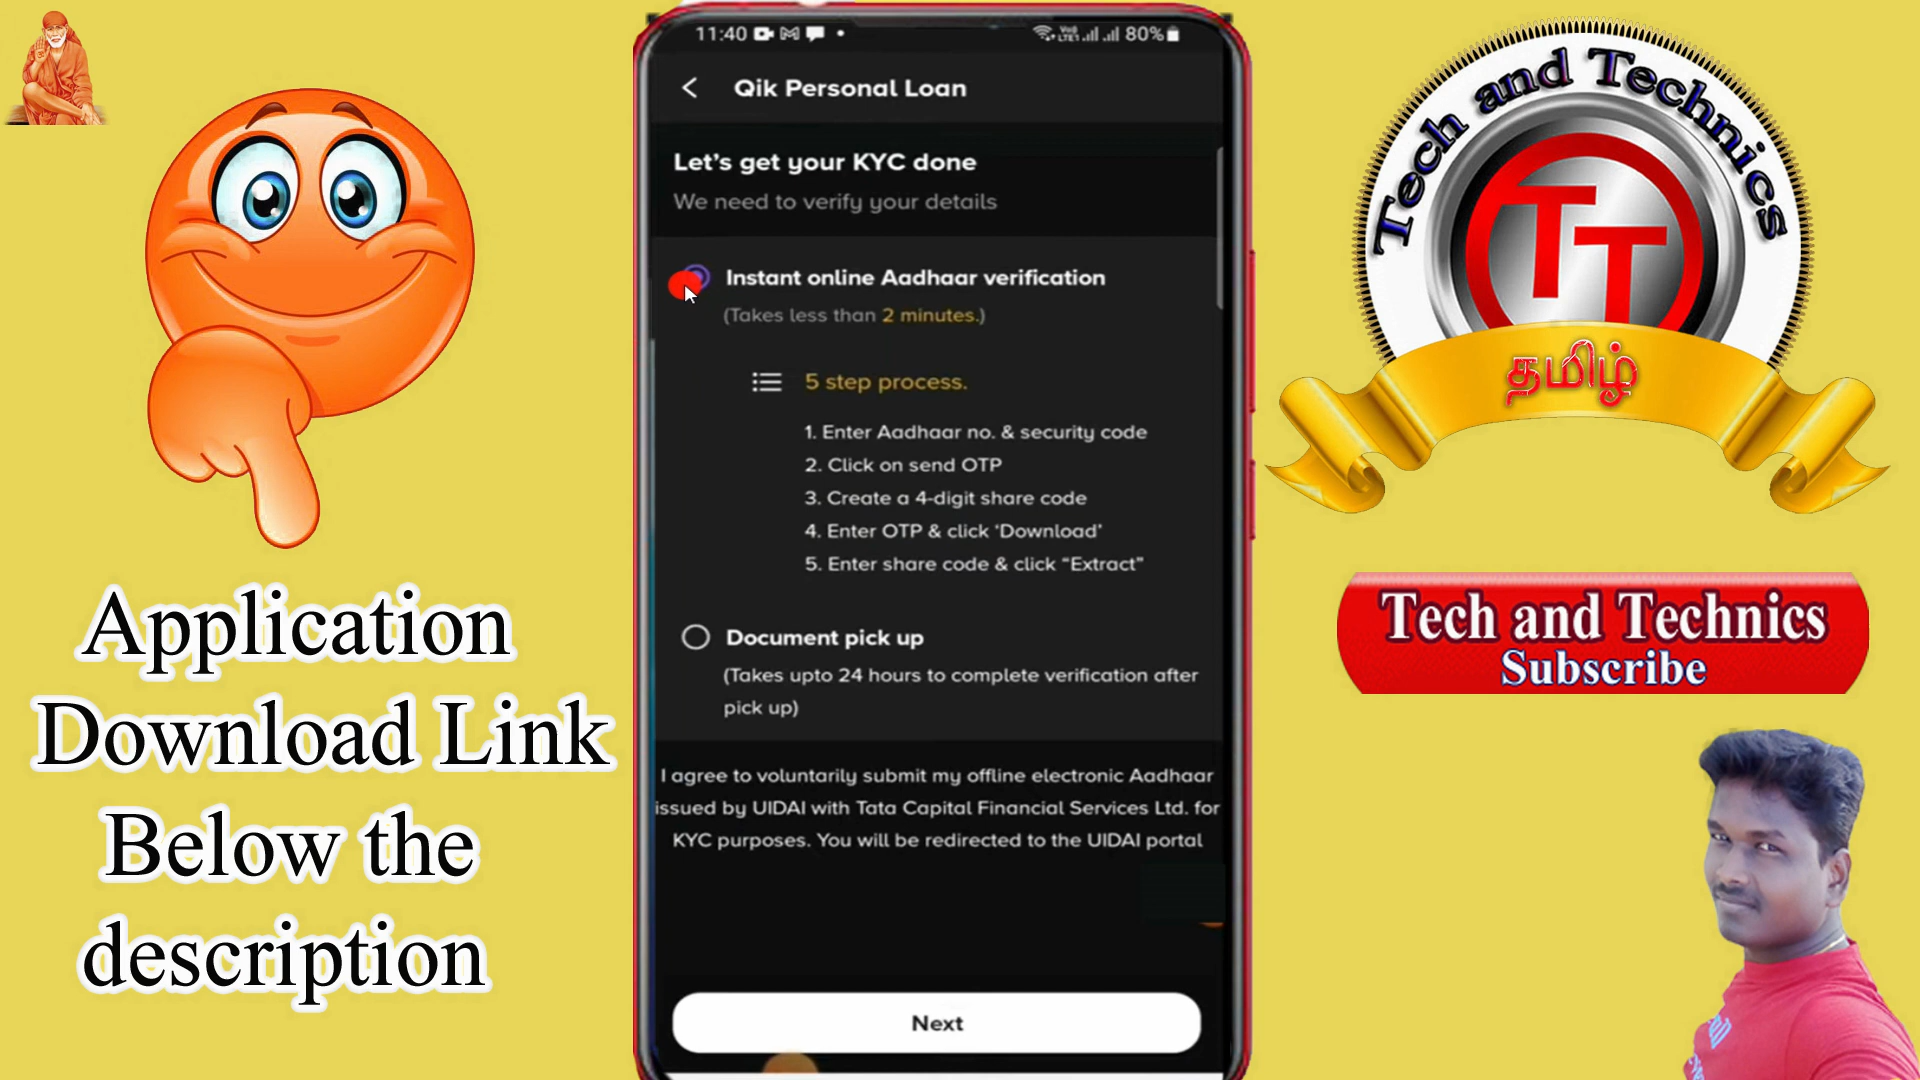 11:40
80%
Qik Personal Loan
Let's get your KYC done
We need to verify your details
Instant online Aadhaar verification
(Takes less than 2 minutes.)
5 step process.
1. Enter Aadhaar no. & security code
2. Click on send OTP
3. Create a 4-digit share code
4. Enter OTP & click 'Download'
5. Enter share code & click "Extract"
Document pick up
(Takes upto 24 hours to complete verification after
pick up)
I agree to voluntarily submit my offline electronic Aadhaar
issued by UIDAI with Tata Capital Financial Services Ltd. for
KYC purposes. You will be redirected to the UIDAI portal
Next
Application
Download Link
Below the
description
Tech and Technics
TT
தமிழ்
Tech and Technics
Subscribe